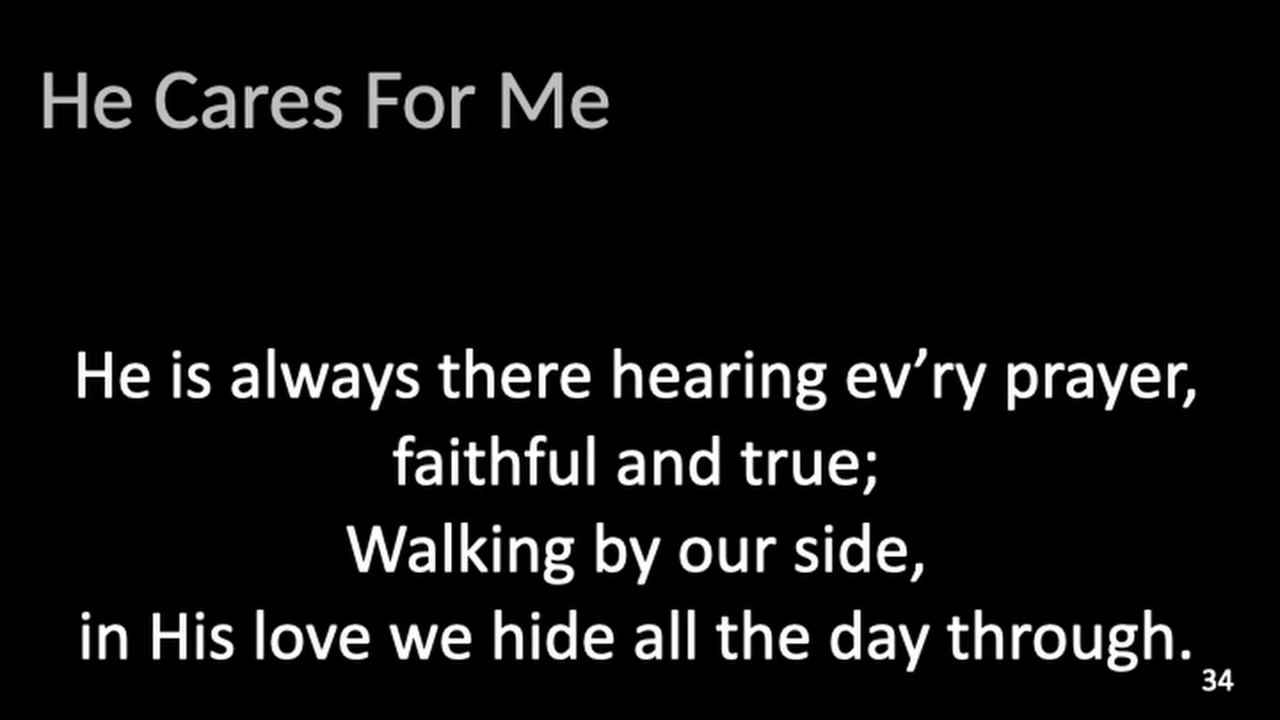 He Cares For Me
He is always there hearing ev’ry prayer,
faithful and true;
Walking by our side,
in His love we hide all the day through.
34